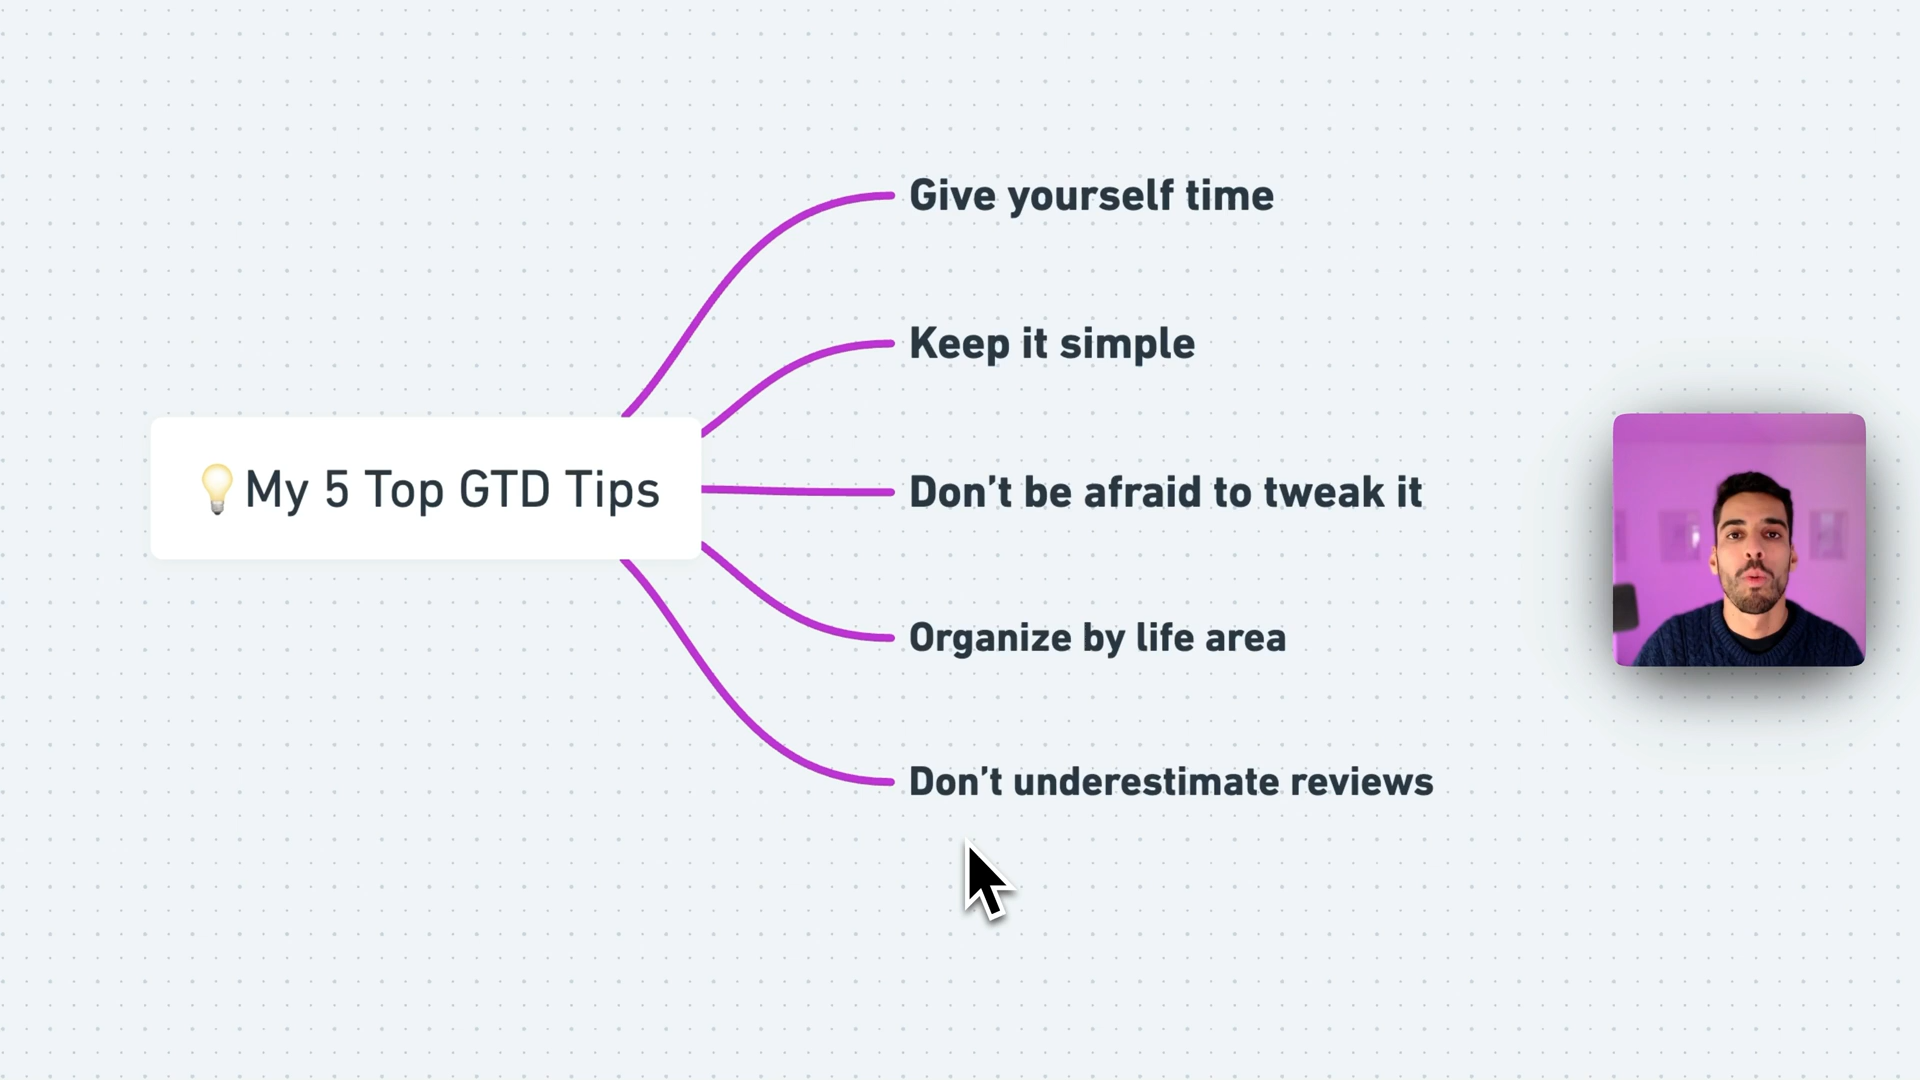 💡My 5 Top GTD Tips
Give yourself time
Keep it simple
Don’t be afraid to tweak it
Organize by life area
Don’t underestimate reviews